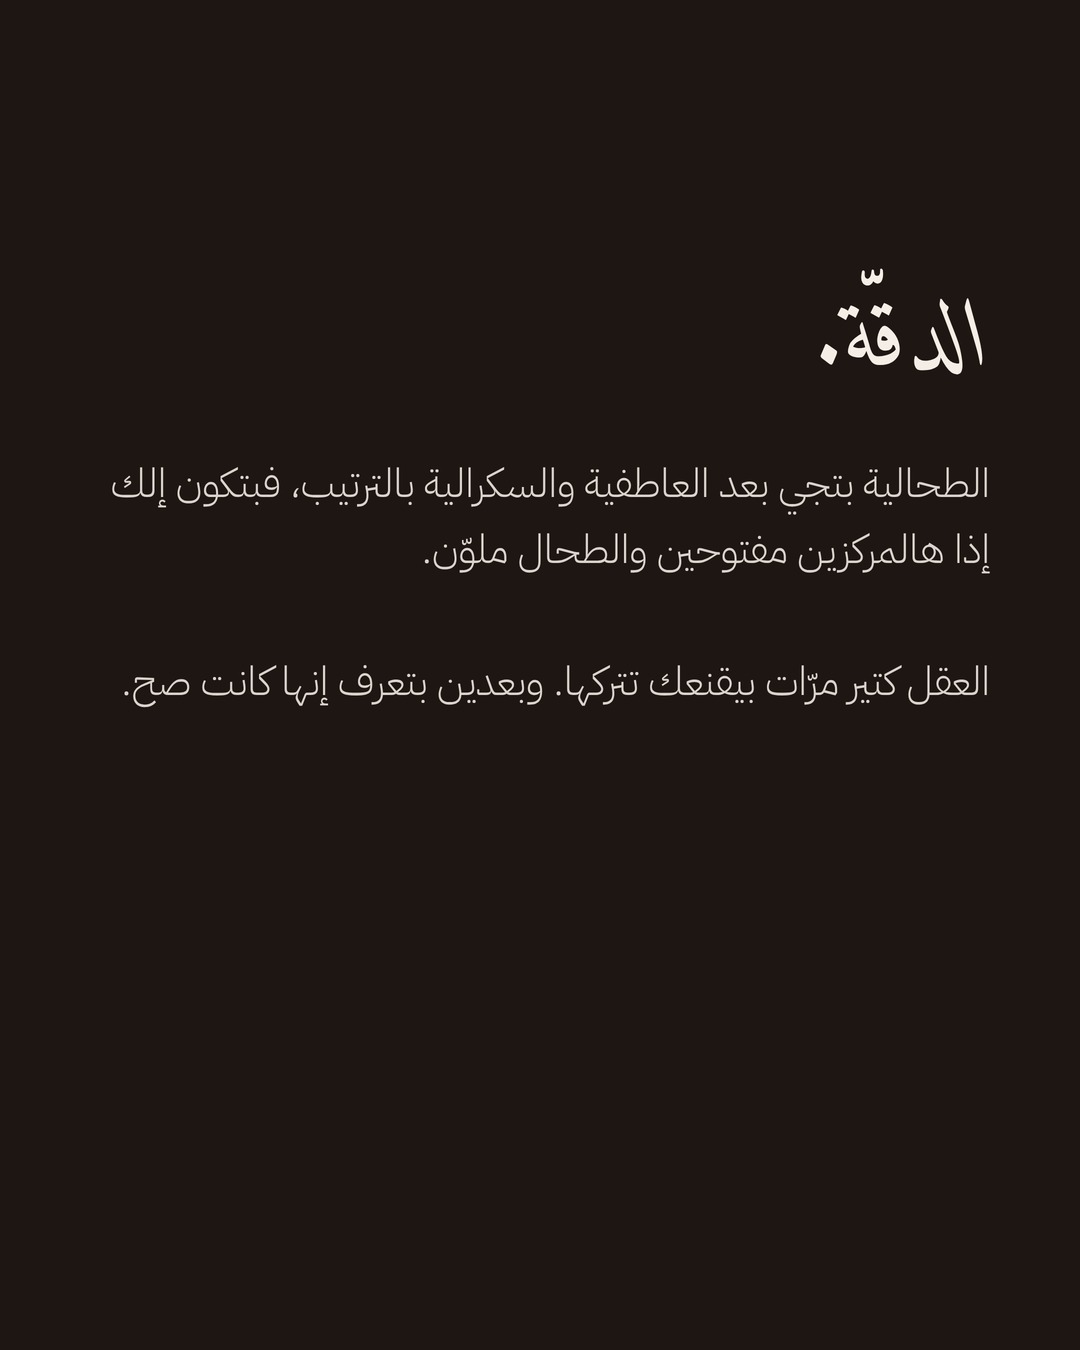 الدقّة.
الطحالية بتجي بعد العاطفية والسكرالية بالترتيب، فبتكون إلك
إذا هالمركزين مفتوحين والطحال ملوّن.
العقل كتير مرّات بيقنعك تتركها. وبعدين بتعرف إنها كانت صح.